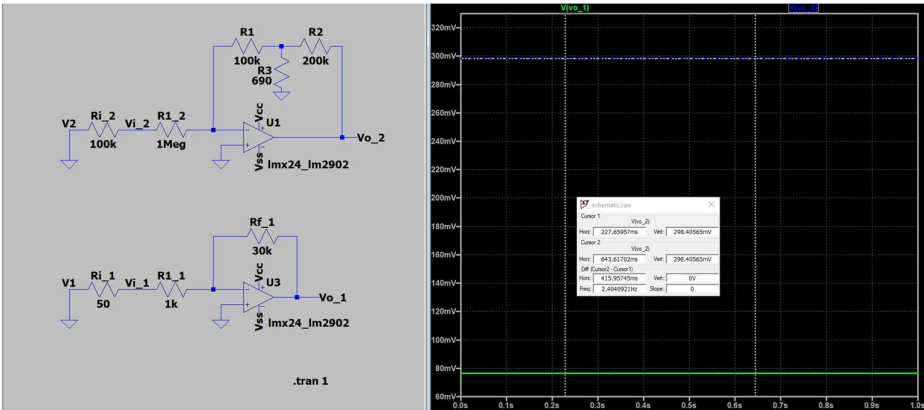 V(vo_1)
V(vo_2)
R1
100k
R2
200k
R3
690
V2
Ri_2
100k
Vi_2
R1_2
1Meg
Vcc
U1
Vss
lmx24_lm2902
Vo_2
Rf_1
30k
V1
Ri_1
50
Vi_1
R1_1
1k
Vcc
U3
Vss
lmx24_lm2902
Vo_1
.tran 1
320mV
300mV
280mV
260mV
240mV
220mV
200mV
180mV
160mV
140mV
120mV
100mV
80mV
60mV
0.0s 0.1s 0.2s 0.3s 0.4s 0.5s 0.6s 0.7s 0.8s 0.9s 1.0s
schematic.raw
Cursor 1
V(vo_2)
Horz: 227.65957ms Vert: 298.40565mV
Cursor 2
V(vo_2)
Horz: 643.61702ms Vert: 298.40565mV
Diff (Cursor2 - Cursor1)
Horz: 415.95745ms Vert: 0V
Freq: 2.4040921Hz Slope: 0